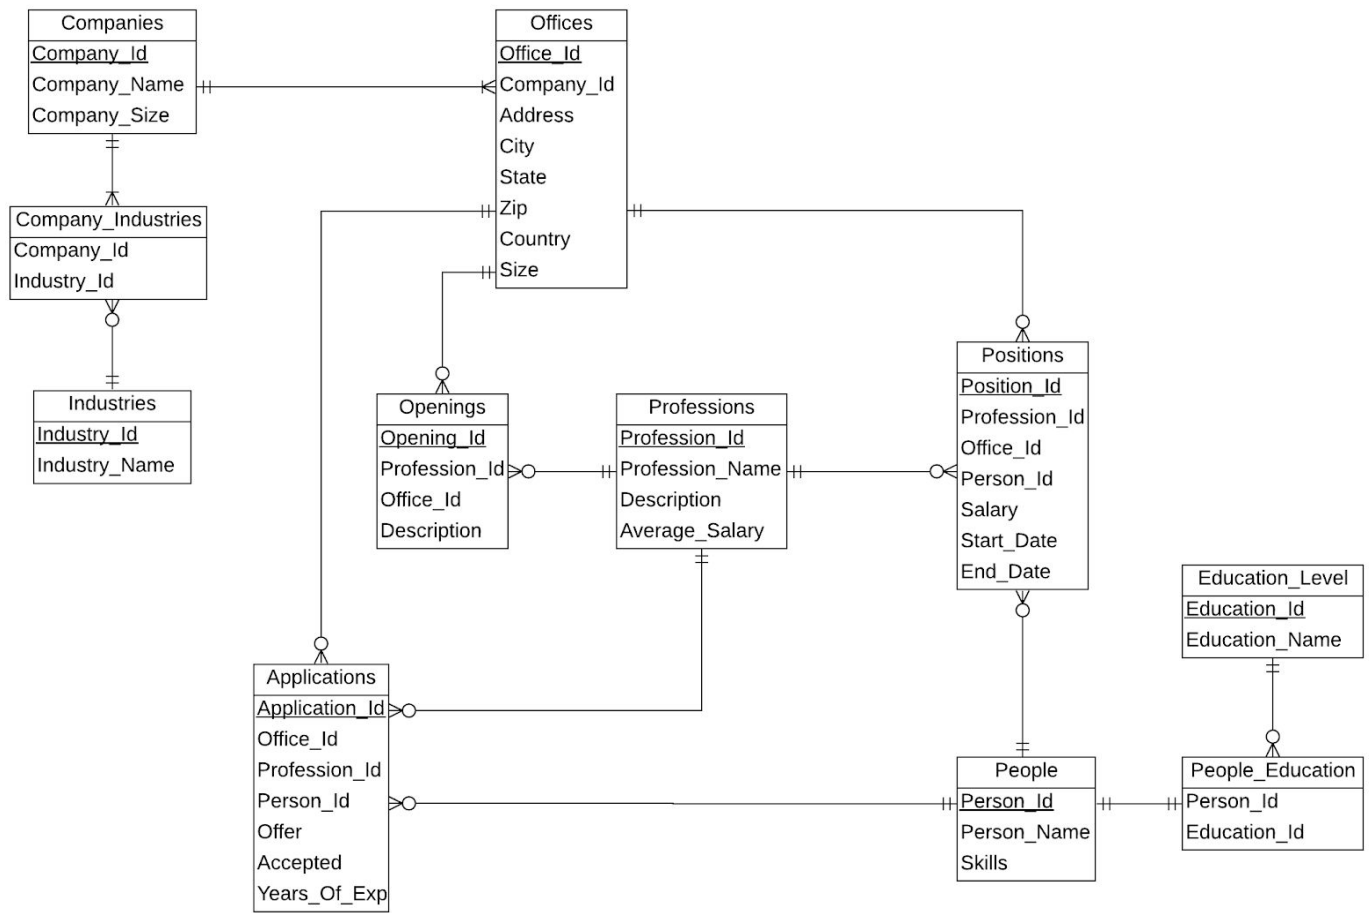 Companies
Company_Id
Company_Name
Company_Size
Offices
Office_Id
Company_Id
Address
City
State
Zip
Country
Size
Company_Industries
Company_Id
Industry_Id
Industries
Industry_Id
Industry_Name
Openings
Opening_Id
Profession_Id
Office_Id
Description
Professions
Profession_Id
Profession_Name
Description
Average_Salary
Positions
Position_Id
Profession_Id
Office_Id
Person_Id
Salary
Start_Date
End_Date
Education_Level
Education_Id
Education_Name
Applications
Application_Id
Office_Id
Profession_Id
Person_Id
Offer
Accepted
Years_Of_Exp
People
Person_Id
Person_Name
Skills
People_Education
Person_Id
Education_Id